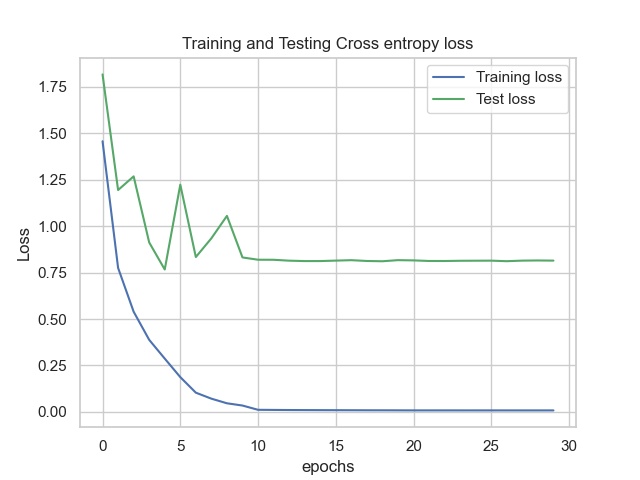 Training and Testing Cross entropy loss
Training loss
Test loss
Loss
1.75
1.50
1.25
1.00
0.75
0.50
0.25
0.00
0 5 10 15 20 25 30
epochs